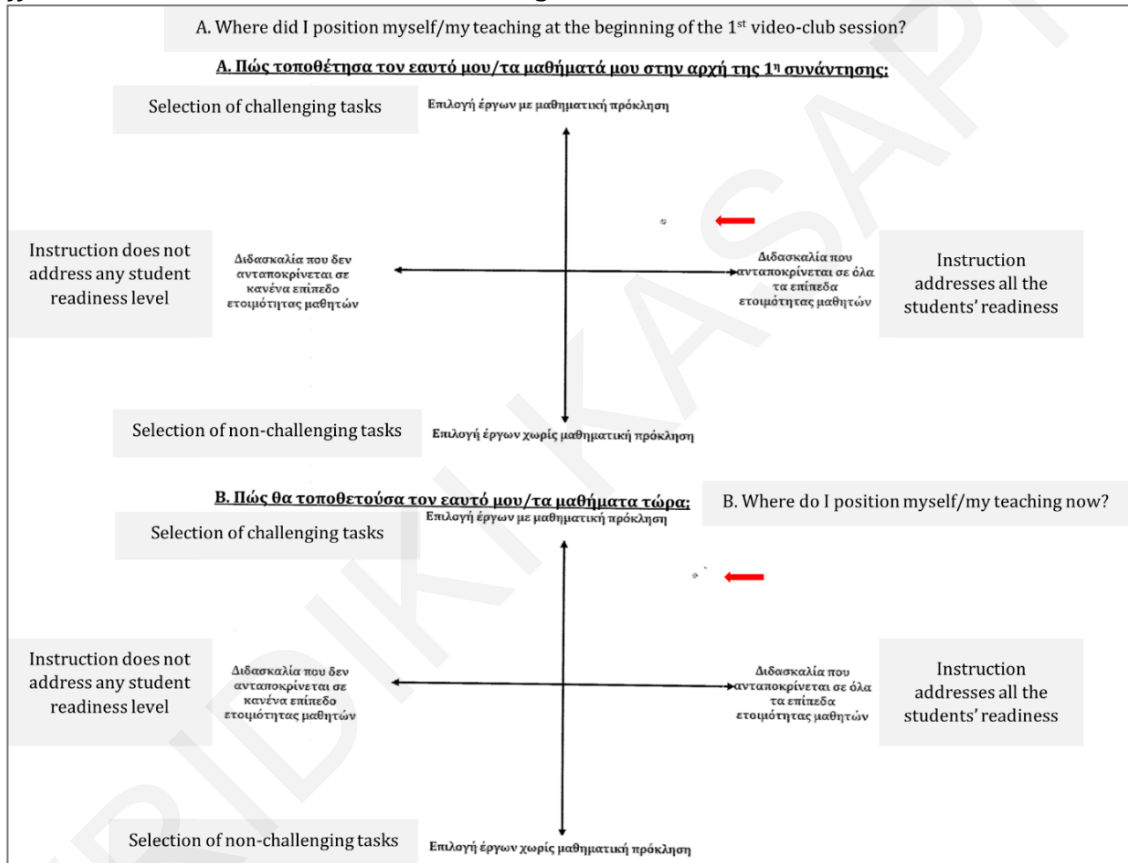 A. Where did I position myself/my teaching at the beginning of the 1st video-club session?
Α. Πώς τοποθέτησα τον εαυτό μου/τα μαθήματά μου στην αρχή της 1ης συνάντησης;
Selection of challenging tasks
Επιλογή έργων με μαθηματική πρόκληση
Instruction does not
address any student
readiness level
Διδασκαλία που δεν
ανταποκρίνεται σε
κανένα επίπεδο
ετοιμότητας μαθητών
Διδασκαλία που
ανταποκρίνεται σε όλα
τα επίπεδα
ετοιμότητας μαθητών
Instruction
addresses all the
students' readiness
Selection of non-challenging tasks
Επιλογή έργων χωρίς μαθηματική πρόκληση
Β. Πώς θα τοποθετούσα τον εαυτό μου/τα μαθήματα τώρα;
B. Where do I position myself/my teaching now?
Selection of challenging tasks
Επιλογή έργων με μαθηματική πρόκληση
Instruction does not
address any student
readiness level
Διδασκαλία που δεν
ανταποκρίνεται σε
κανένα επίπεδο
ετοιμότητας μαθητών
Διδασκαλία που
ανταποκρίνεται σε όλα
τα επίπεδα
ετοιμότητας μαθητών
Instruction
addresses all the
students' readiness
Selection of non-challenging tasks
Επιλογή έργων χωρίς μαθηματική πρόκληση
RIDIKI KASAPI